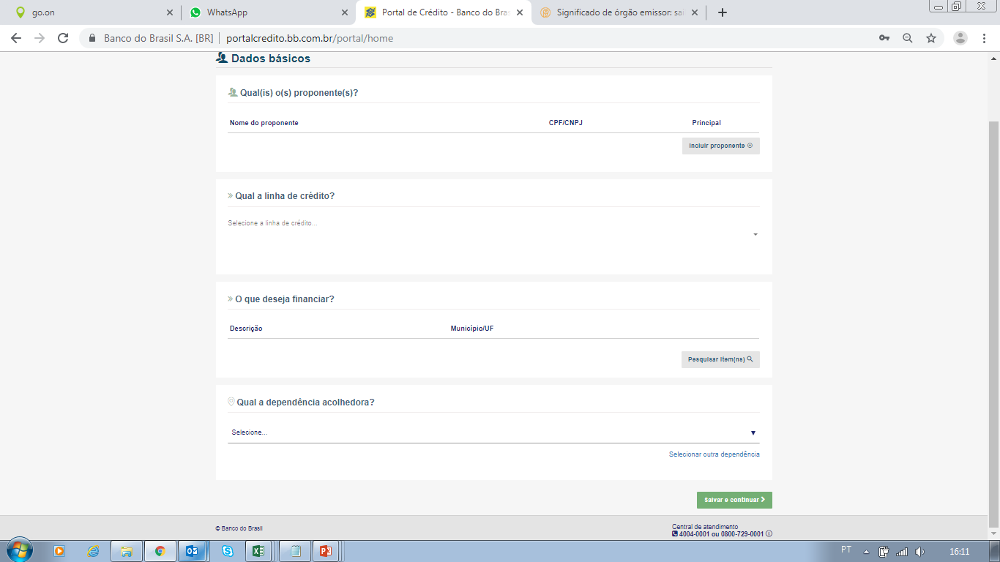 go.on
WhatsApp
Portal de Crédito - Banco do Bras
Significado de órgão emissor: sai
Banco do Brasil S.A. [BR] portalcredito.bb.com.br/portal/home
Dados básicos
Qual(is) o(s) proponente(s)?
Nome do proponente CPF/CNPJ Principal
Incluir proponente
» Qual a linha de crédito?
Selecione a linha de crédito...
» O que deseja financiar?
Descrição Município/UF
Pesquisar item(ns)
Qual a dependência acolhedora?
Selecione...
Selecionar outra dependência
Salvar e continuar
© Banco do Brasil
Central de atendimento
4004-0001 ou 0800-729-0001
PT
16:11